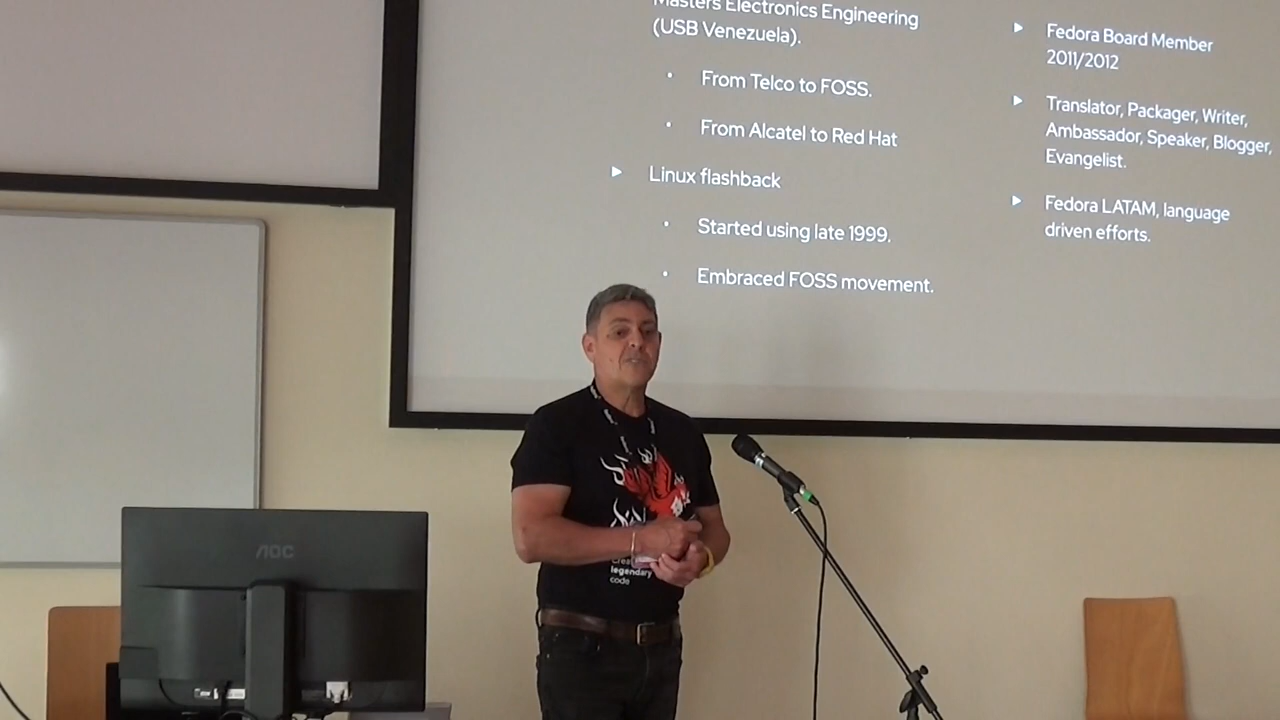 Masters Electronics Engineering
(USB Venezuela).
From Telco to FOSS.
From Alcatel to Red Hat
Linux flashback
Started using late 1999.
Embraced FOSS movement.
Fedora Board Member
2011/2012
Translator, Packager, Writer,
Ambassador, Speaker, Blogger,
Evangelist.
Fedora LATAM, language
driven efforts.
AOC
legendary
code